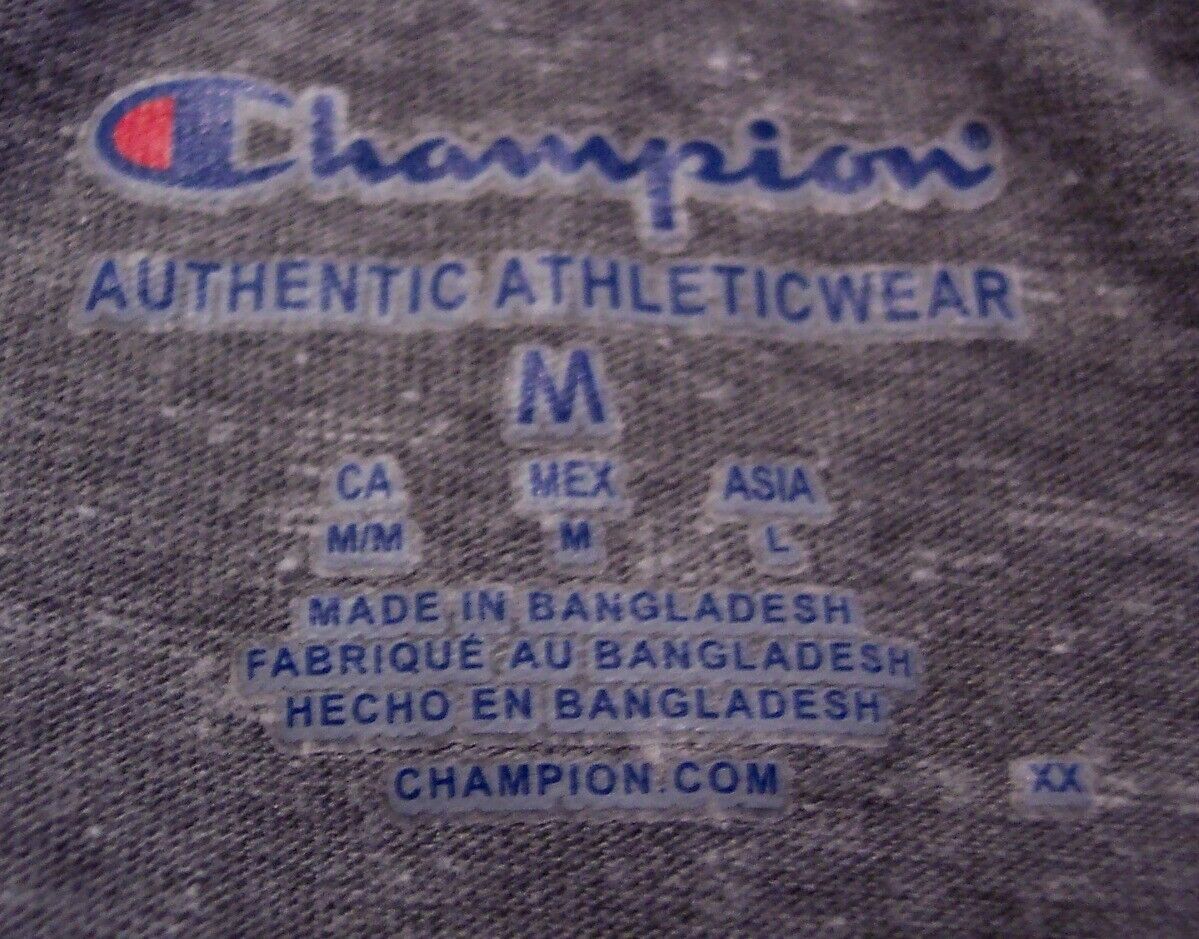 Champion
AUTHENTIC ATHLETICWEAR
M
CA MEX ASIA
M/M M L
MADE IN BANGLADESH
FABRIQUÉ AU BANGLADESH
HECHO EN BANGLADESH
CHAMPION.COM XX